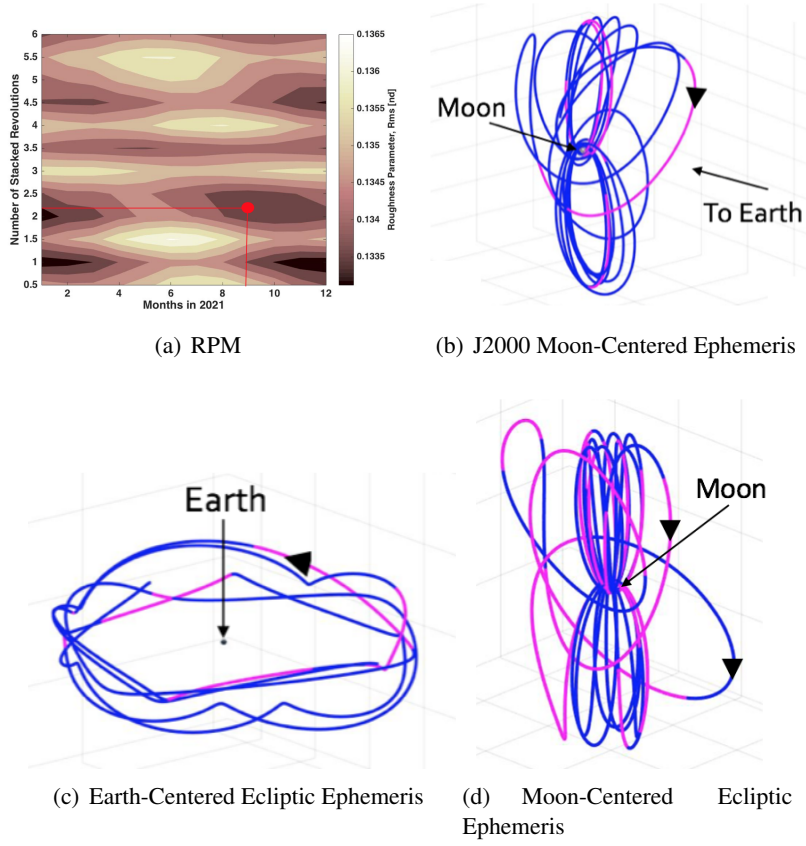 6
5.5
5
4.5
4
3.5
3
2.5
2
1.5
1
0.5
Number of Stacked Revolutions
2 4 6 8 10 12
Months in 2021
0.1365
0.136
0.1355
0.135
0.1345
0.134
0.1335
Roughness Parameter, Rms [nd]
(a) RPM
Moon
To Earth
(b) J2000 Moon-Centered Ephemeris
Earth
(c) Earth-Centered Ecliptic Ephemeris
Moon
(d) Moon-Centered Ecliptic
Ephemeris